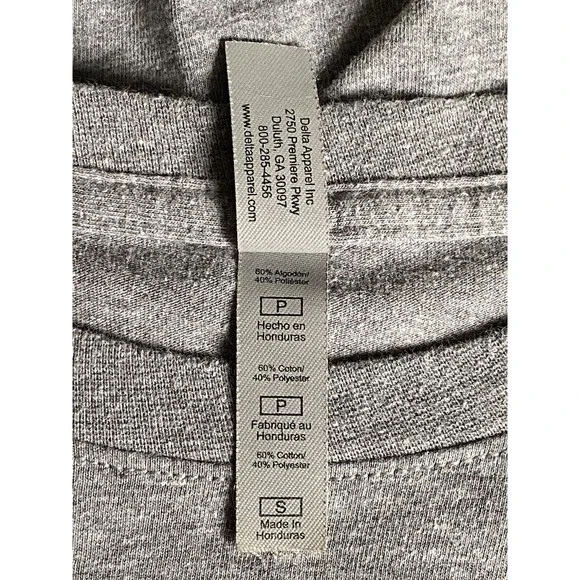 Delta Apparel Inc
2750 Premiere Pkwy
Duluth, GA 30097
800-285-4456
www.deltaapparel.com
60% Algodón/
40% Poliéster
P
Hecho en
Honduras
60% Coton/
40% Polyester
P
Fabriqué au
Honduras
60% Cotton/
40% Polyester
S
Made In
Honduras